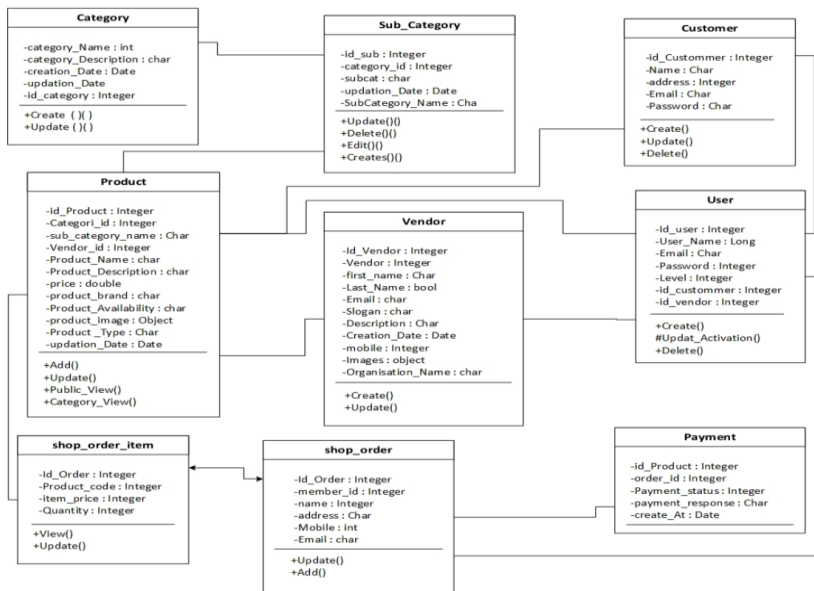 Category
-category_Name : int
-category_Description : char
-creation_Date : Date
-updation_Date
-id_category : Integer
+Create ( )( )
+Update ( )( )
Sub_Category
-id_sub : Integer
-category_id : Integer
-subcat : char
-updation_Date : Date
-SubCategory_Name : Cha
+Update()()
+Delete()()
+Edit()()
+Creates()()
Customer
-id_Custommer : Integer
-Name : Char
-address : Integer
-Email : Char
-Password : Char
+Create()
+Update()
+Delete()
Product
-id_Product : Integer
-Categori_id : Integer
-sub_category_name : Char
-Vendor_id : Integer
-Product_Name : char
-Product_Description : char
-price : double
-product_brand : char
-Product_Availability : char
-product_image : Object
-Product _Type : Char
-updation_Date : Date
+Add()
+Update()
+Public_View()
+Category_View()
Vendor
-Id_Vendor : Integer
-Vendor : Integer
-first_name : Char
-Last_Name : bool
-Email : char
-Slogan : char
-Description : Char
-Creation_Date : Date
-mobile : Integer
-Images : object
-Organisation_Name : char
+Create()
+Update()
User
-Id_user : Integer
-User_Name : Long
-Email : Char
-Password : Integer
-Level : Integer
-id_custommer : Integer
-id_vendor : Integer
+Create()
#Updat_Activation()
+Delete()
shop_order_item
-Id_Order : Integer
-Product_code : Integer
-item_price : Integer
-Quantity : Integer
+View()
+Update()
shop_order
-Id_Order : Integer
-member_id : Integer
-name : Integer
-address : Char
-Mobile : int
-Email : char
+Update()
+Add()
Payment
-id_Product : Integer
-order_id : Integer
-Payment_status : Integer
-payment_response : Char
-create_At : Date